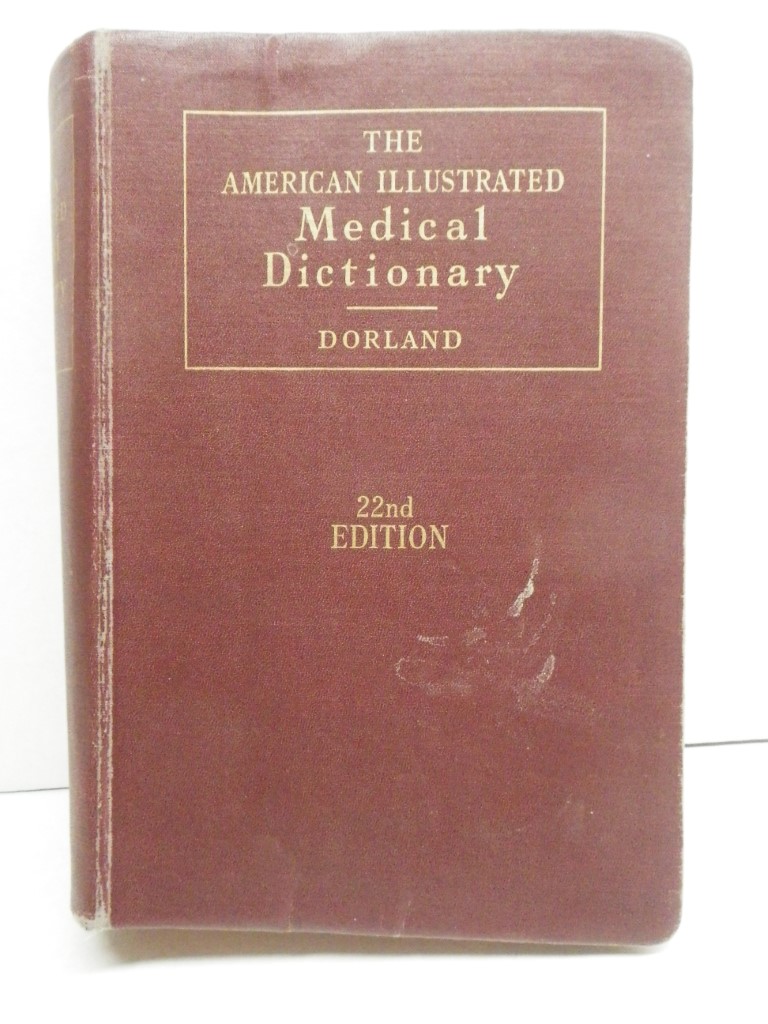 THE
AMERICAN ILLUSTRATED
Medical
Dictionary
DORLAND
22nd
EDITION